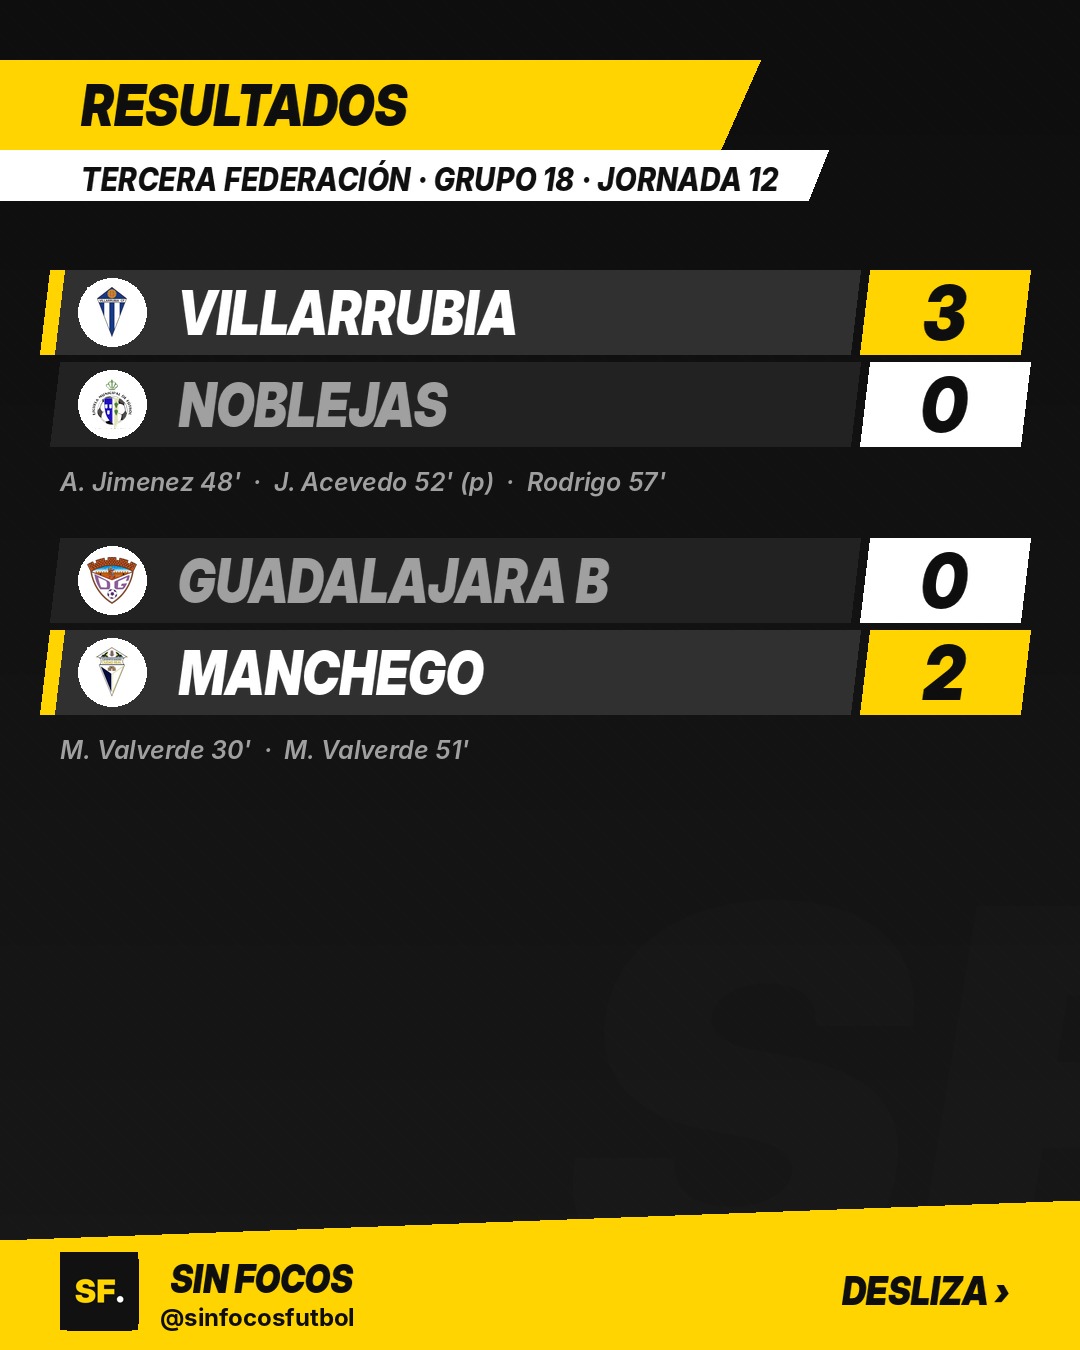 RESULTADOS
TERCERA FEDERACIÓN · GRUPO 18 · JORNADA 12
VILLARRUBIA 3
NOBLEJAS 0
A. Jimenez 48' · J. Acevedo 52' (p) · Rodrigo 57'
GUADALAJARA B 0
MANCHEGO 2
M. Valverde 30' · M. Valverde 51'
SF
SF.
SIN FOCOS
@sinfocosfutbol
DESLIZA ›